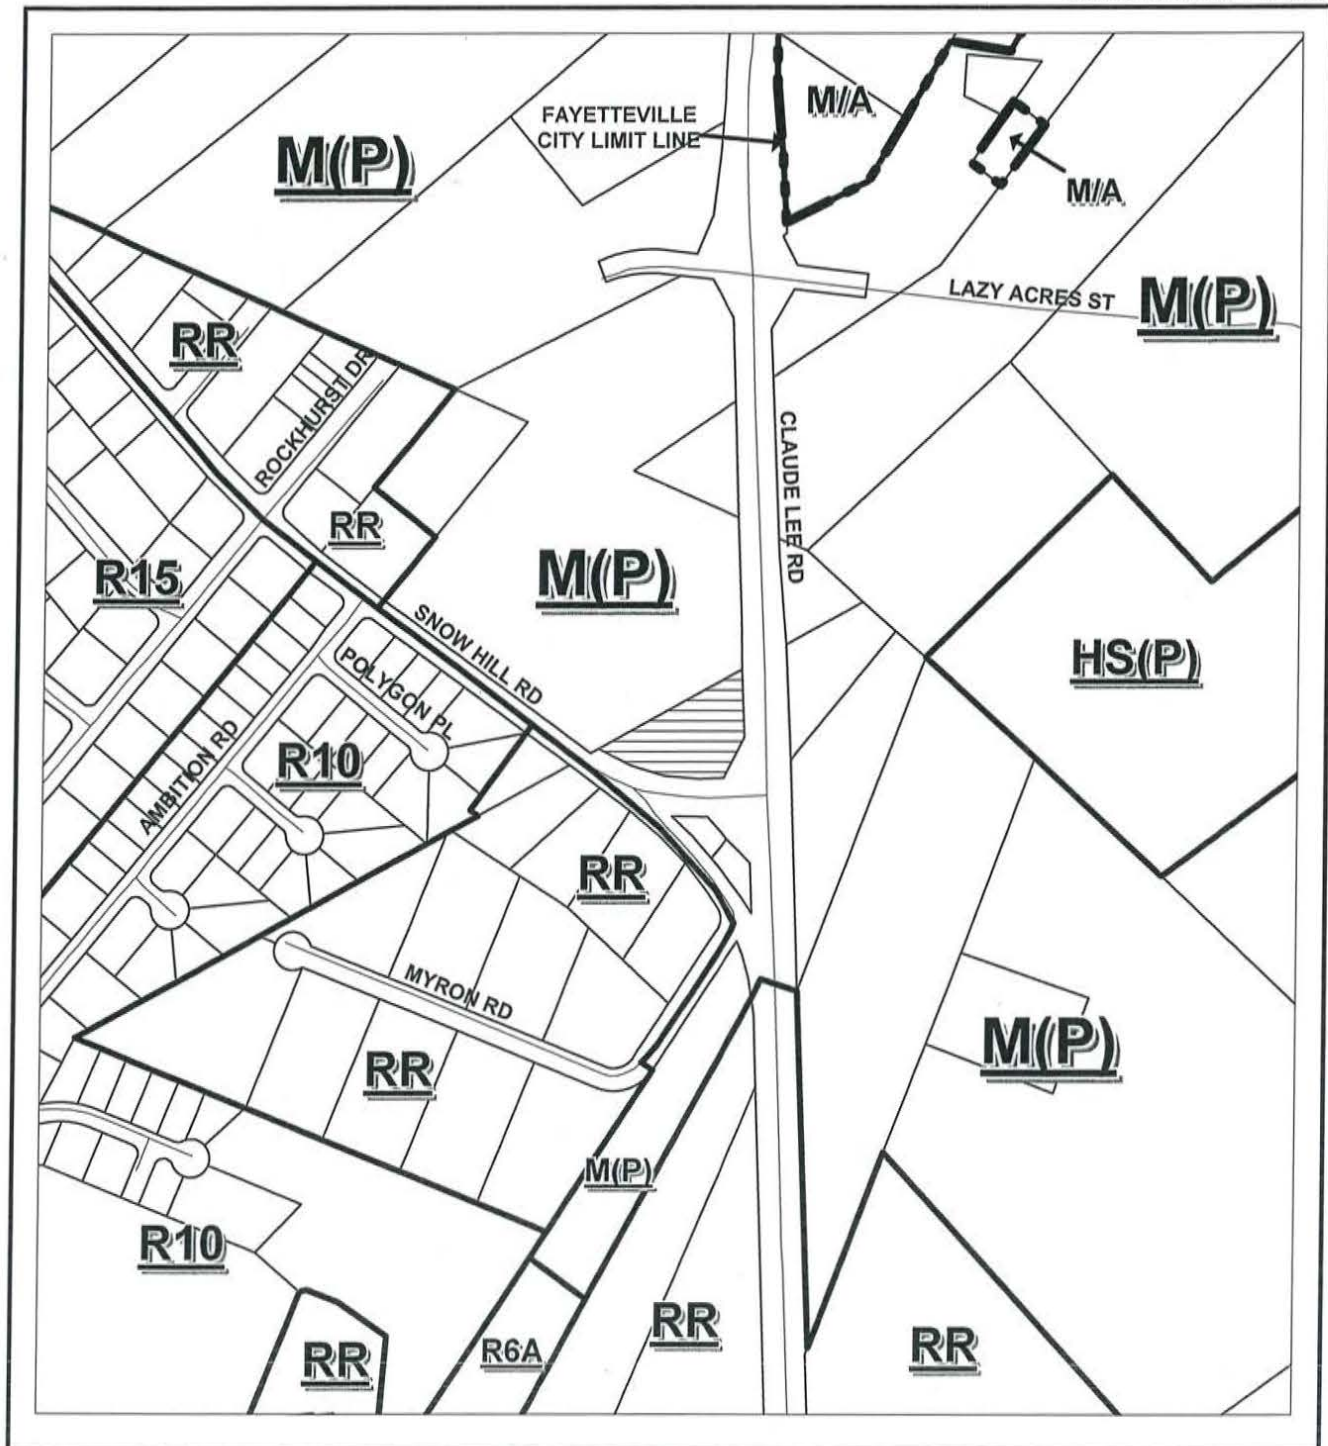 FAYETTEVILLE
CITY LIMIT LINE
M/A
M(P)
M/A
LAZY ACRES ST
M(P)
RR
ROCKHURST DR
CLAUDE LEE RD
RR
R15
M(P)
SNOW HILL RD
POLYGON PL
HS(P)
AMBITION RD
R10
RR
MYRON RD
M(P)
RR
M(P)
R10
RR
R6A
RR
RR